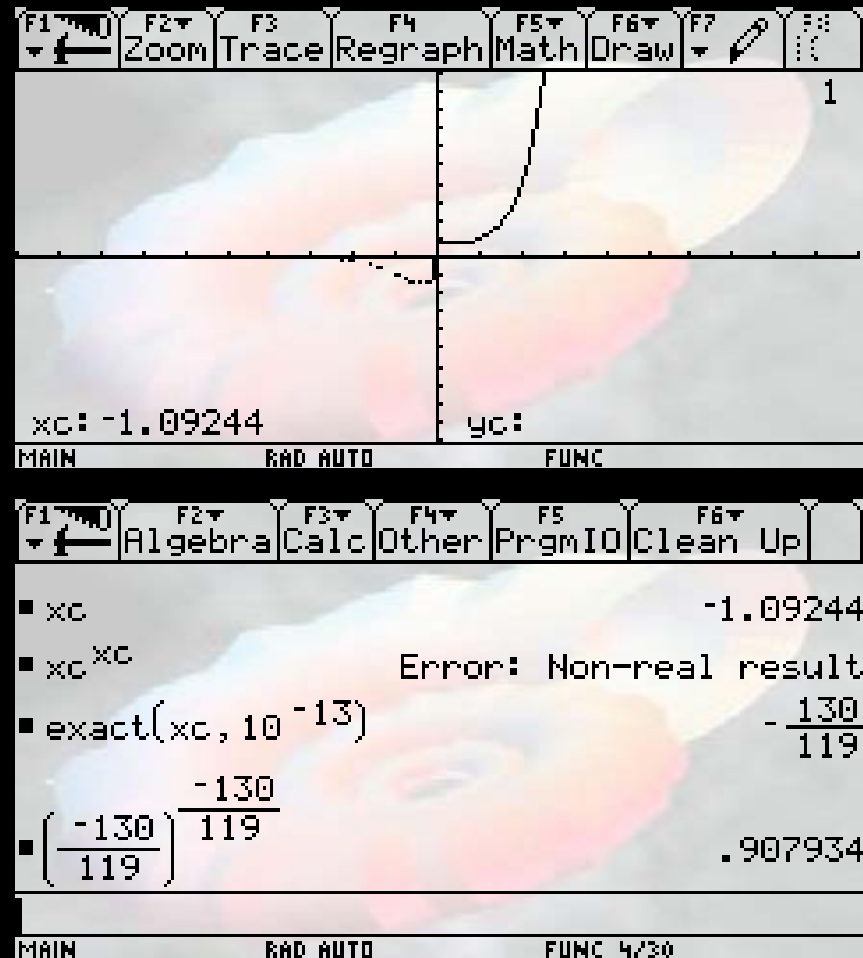 F1 F2 F3 F4 F5 F6 F7 F8
Zoom Trace Regraph Math Draw
1
xc: -1.09244 yc:
MAIN RAD AUTO FUNC
F1 F2 F3 F4 F5 F6
Algebra Calc Other PrgmIO Clean Up
xc -1.09244
xc^xc Error: Non-real result
exact(xc, 10^-13) -130/119
(-130/119)^(-130/119) .907934
MAIN RAD AUTO FUNC 4/30